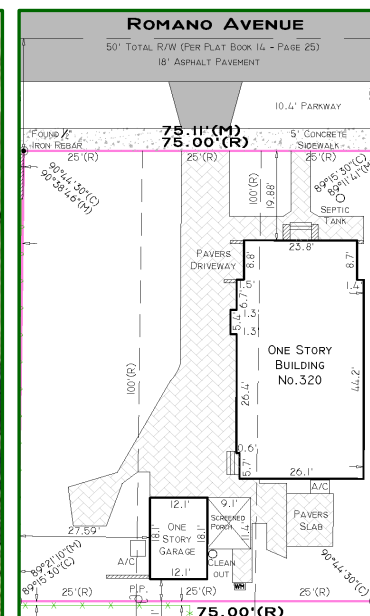 ROMANO AVENUE
50' TOTAL R/W (PER PLAT BOOK 14 - PAGE 25)
18' ASPHALT PAVEMENT
10.4' PARKWAY
FOUND ½"
IRON REBAR
75.11'(M)
75.00'(R)
5' CONCRETE
SIDEWALK
25'(R)
25'(R)
25'(R)
90°44'30"(C)
90°38'46"(M)
100'(R)
19.88'
89°15'30"(C)
89°11'41"(M)
SEPTIC
TANK
23.8'
PAVERS
DRIVEWAY
8.8'
8.7'
1.5'
1.4'
6.7'
1.3'
5.4'
1.3'
ONE STORY
BUILDING
No.320
100'(R)
26.4'
44.2'
0.6'
5.7'
26.1'
A/C
12.1'
9.1'
27.59'
18.1'
ONE
STORY
GARAGE
18.1'
SCREENED
PORCH
11.4'
PAVERS
SLAB
A/C
12.1'
CLEAN
OUT
89°21'10"(M)
89°15'30"(C)
90°44'30"(C)
WH
25'(R)
P.P.
25'(R)
25'(R)
75.00'(R)